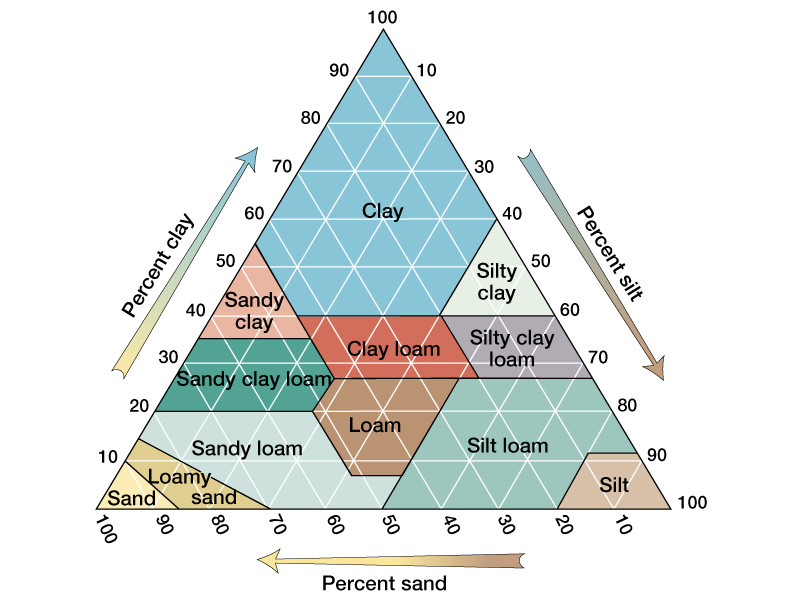 100
90
10
80
20
70
30
Clay
60
40
Percent clay
Percent silt
50
Silty
clay
50
Sandy
clay
40
60
Clay loam
Silty clay
loam
30
70
Sandy clay loam
20
80
Loam
Sandy loam
Silt loam
10
90
Loamy
sand
Sand
Silt
100
100
90
80
70
60
50
40
30
20
10
Percent sand